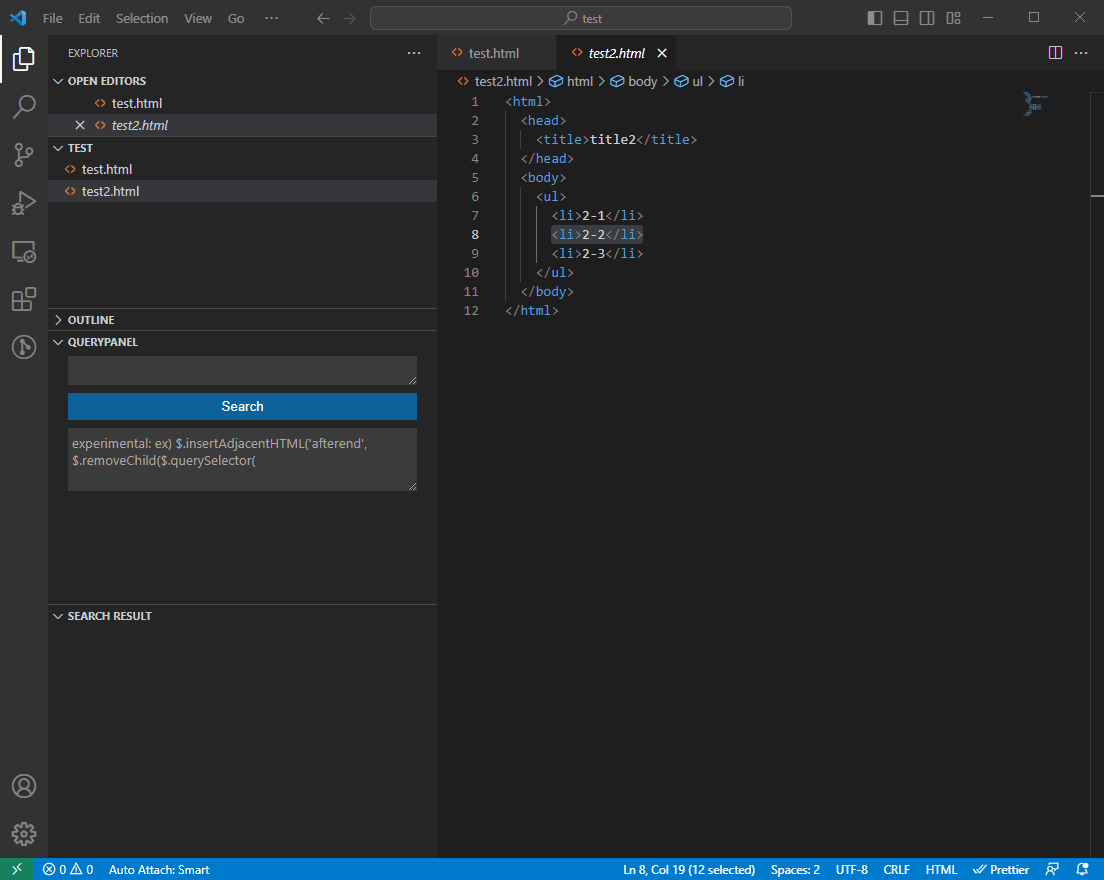 File Edit Selection View Go ··· test
EXPLORER ···
OPEN EDITORS
test.html
test2.html
TEST
test.html
test2.html
OUTLINE
QUERYPANEL
Search
experimental: ex) $.insertAdjacentHTML('afterend',
$.removeChild($.querySelector(
SEARCH RESULT
test.html test2.html ···
test2.html > html > body > ul > li
1 <html>
2 <head>
3 <title>title2</title>
4 </head>
5 <body>
6 <ul>
7 <li>2-1</li>
8 <li>2-2</li>
9 <li>2-3</li>
10 </ul>
11 </body>
12 </html>
0 0 Auto Attach: Smart Ln 8, Col 19 (12 selected) Spaces: 2 UTF-8 CRLF HTML Prettier